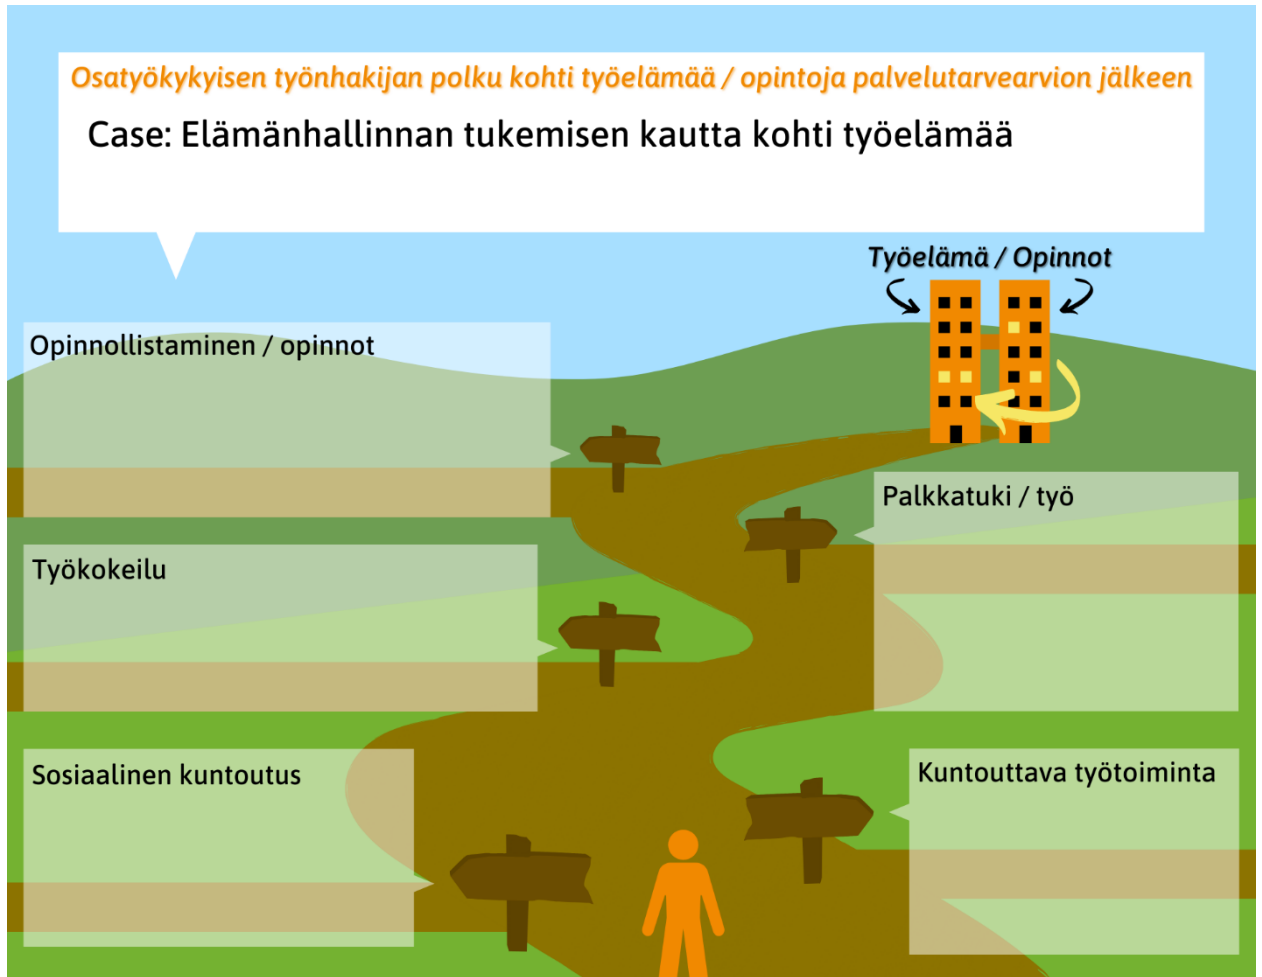 Osatyökykyisen työnhakijan polku kohti työelämää / opintoja palvelutarvearvion jälkeen
Case: Elämänhallinnan tukemisen kautta kohti työelämää
Työelämä / Opinnot
Opinnollistaminen / opinnot
Palkkatuki / työ
Työkokeilu
Sosiaalinen kuntoutus
Kuntouttava työtoiminta